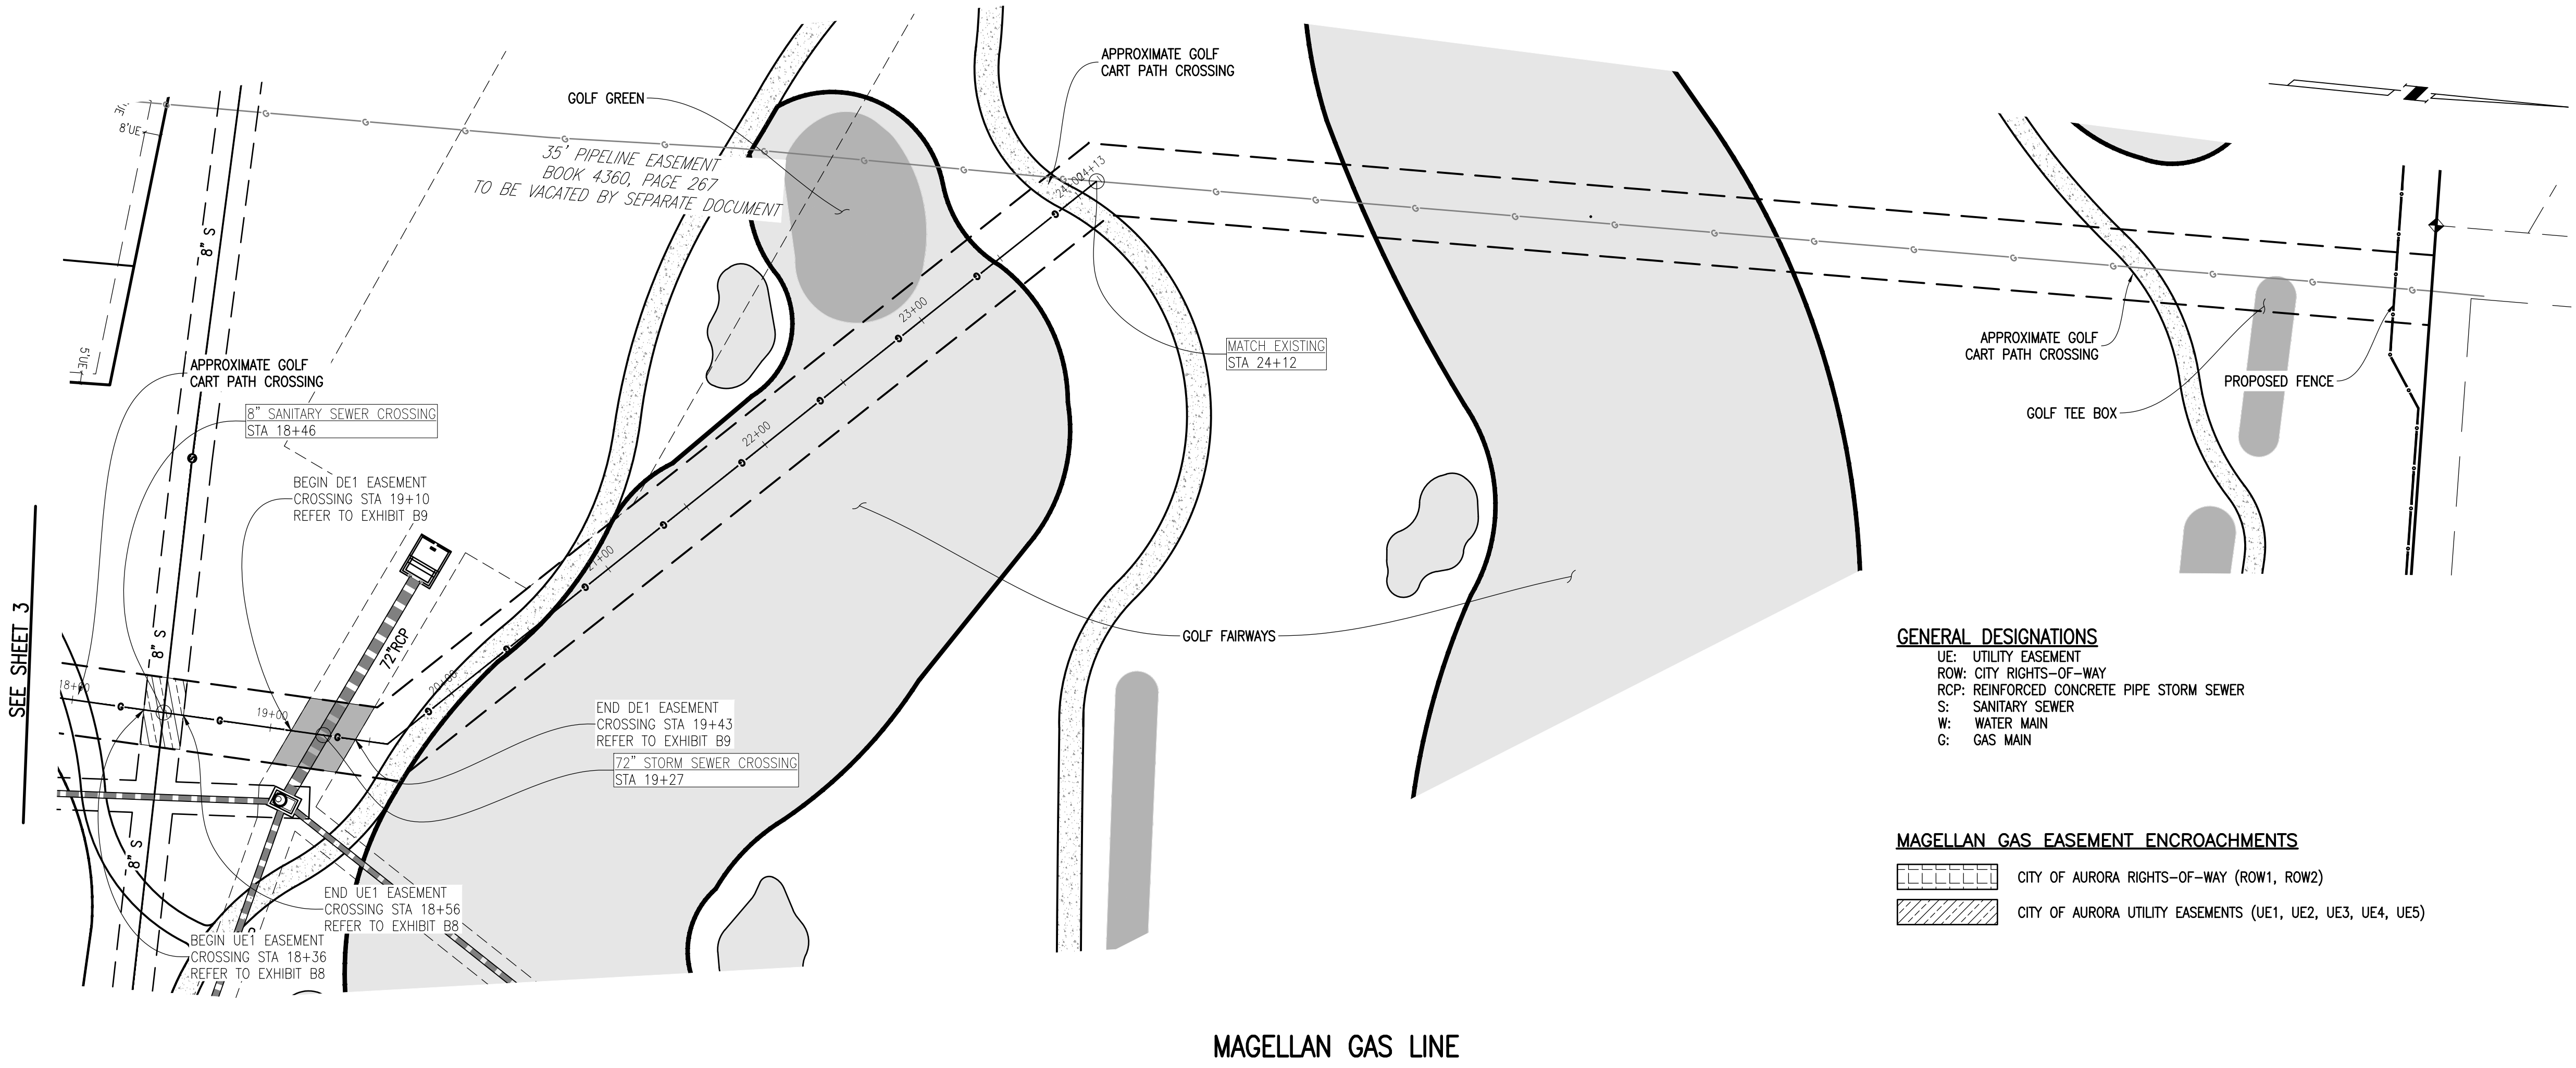 APPROXIMATE GOLF
CART PATH CROSSING
GOLF GREEN
UE
8'UE
35' PIPELINE EASEMENT
BOOK 4360, PAGE 267
TO BE VACATED BY SEPARATE DOCUMENT
24+00
24+13
8" S
23+00
MATCH EXISTING
STA 24+12
APPROXIMATE GOLF
CART PATH CROSSING
PROPOSED FENCE
GOLF TEE BOX
5'UE
APPROXIMATE GOLF
CART PATH CROSSING
8" SANITARY SEWER CROSSING
STA 18+46
22+00
BEGIN DE1 EASEMENT
CROSSING STA 19+10
REFER TO EXHIBIT B9
21+00
SEE SHEET 3
8" S
72"RCP
GOLF FAIRWAYS
18+00
19+00
20+00
END DE1 EASEMENT
CROSSING STA 19+43
REFER TO EXHIBIT B9
72" STORM SEWER CROSSING
STA 19+27
8" S
END UE1 EASEMENT
CROSSING STA 18+56
REFER TO EXHIBIT B8
BEGIN UE1 EASEMENT
CROSSING STA 18+36
REFER TO EXHIBIT B8
GENERAL DESIGNATIONS
UE: UTILITY EASEMENT
ROW: CITY RIGHTS-OF-WAY
RCP: REINFORCED CONCRETE PIPE STORM SEWER
S: SANITARY SEWER
W: WATER MAIN
G: GAS MAIN
MAGELLAN GAS EASEMENT ENCROACHMENTS
CITY OF AURORA RIGHTS-OF-WAY (ROW1, ROW2)
CITY OF AURORA UTILITY EASEMENTS (UE1, UE2, UE3, UE4, UE5)
MAGELLAN GAS LINE